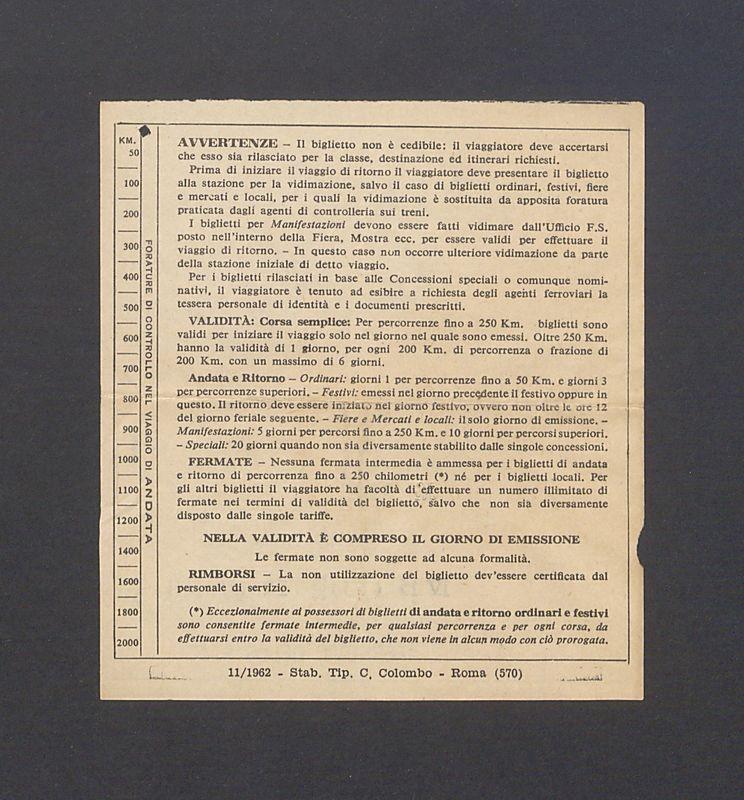 KM.
50
100
200
300
400
500
600
700
800
900
1000
1100
1200
1400
1600
1800
2000
FORATURE DI CONTROLLO NEL VIAGGIO DI ANDATA
AVVERTENZE – Il biglietto non è cedibile: il viaggiatore deve accertarsi
che esso sia rilasciato per la classe, destinazione ed itinerari richiesti.
Prima di iniziare il viaggio di ritorno il viaggiatore deve presentare il biglietto
alla stazione per la vidimazione, salvo il caso di biglietti ordinari, festivi, fiere
e mercati e locali, per i quali la vidimazione è sostituita da apposita foratura
praticata dagli agenti di controlleria sui treni.
I biglietti per Manifestazioni devono essere fatti vidimare dall'Ufficio F.S.
posto nell'interno della Fiera, Mostra ecc. per essere validi per effettuare il
viaggio di ritorno. – In questo caso non occorre ulteriore vidimazione da parte
della stazione iniziale di detto viaggio.
Per i biglietti rilasciati in base alle Concessioni speciali o comunque nomi-
nativi, il viaggiatore è tenuto ad esibire a richiesta degli agenti ferroviari la
tessera personale di identità e i documenti prescritti.
VALIDITÀ: Corsa semplice: Per percorrenze fino a 250 Km. biglietti sono
validi per iniziare il viaggio solo nel giorno nel quale sono emessi. Oltre 250 Km.
hanno la validità di 1 giorno, per ogni 200 Km. di percorrenza o frazione di
200 Km. con un massimo di 6 giorni.
Andata e Ritorno – Ordinari: giorni 1 per percorrenze fino a 50 Km. e giorni 3
per percorrenze superiori. – Festivi: emessi nel giorno precedente il festivo oppure in
questo. Il ritorno deve essere iniziato nel giorno festivo, ovvero non oltre le ore 12
del giorno feriale seguente. – Fiere e Mercati e locali: il solo giorno di emissione. –
Manifestazioni: 5 giorni per percorsi fino a 250 Km. e 10 giorni per percorsi superiori.
– Speciali: 20 giorni quando non sia diversamente stabilito dalle singole concessioni.
FERMATE – Nessuna fermata intermedia è ammessa per i biglietti di andata
e ritorno di percorrenza fino a 250 chilometri (*) né per i biglietti locali. Per
gli altri biglietti il viaggiatore ha facoltà di effettuare un numero illimitato di
fermate nei termini di validità del biglietto, salvo che non sia diversamente
disposto dalle singole tariffe.
NELLA VALIDITÀ È COMPRESO IL GIORNO DI EMISSIONE
Le fermate non sono soggette ad alcuna formalità.
RIMBORSI – La non utilizzazione del biglietto dev'essere certificata dal
personale di servizio.
(*) Eccezionalmente ai possessori di biglietti di andata e ritorno ordinari e festivi
sono consentite fermate intermedie, per qualsiasi percorrenza e per ogni corsa, da
effettuarsi entro la validità del biglietto, che non viene in alcun modo con ciò prorogata.
11/1962 - Stab. Tip. C. Colombo - Roma (570)